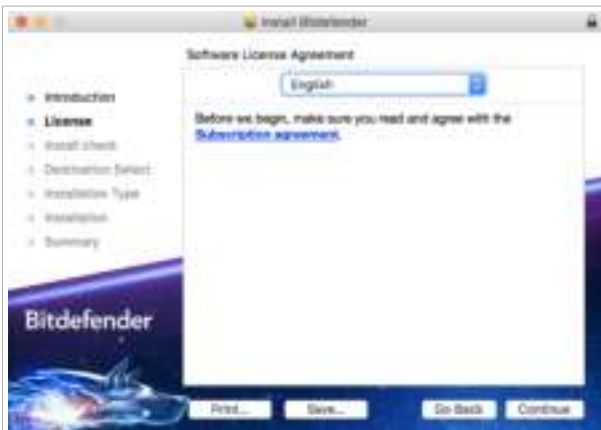 Install Bitdefender
Software License Agreement
English
Introduction
License
Install check
Destination Select
Installation Type
Installation
Summary
Before we begin, make sure you read and agree with the
Subscription agreement.
Bitdefender
Print...
Save...
Go Back
Continue